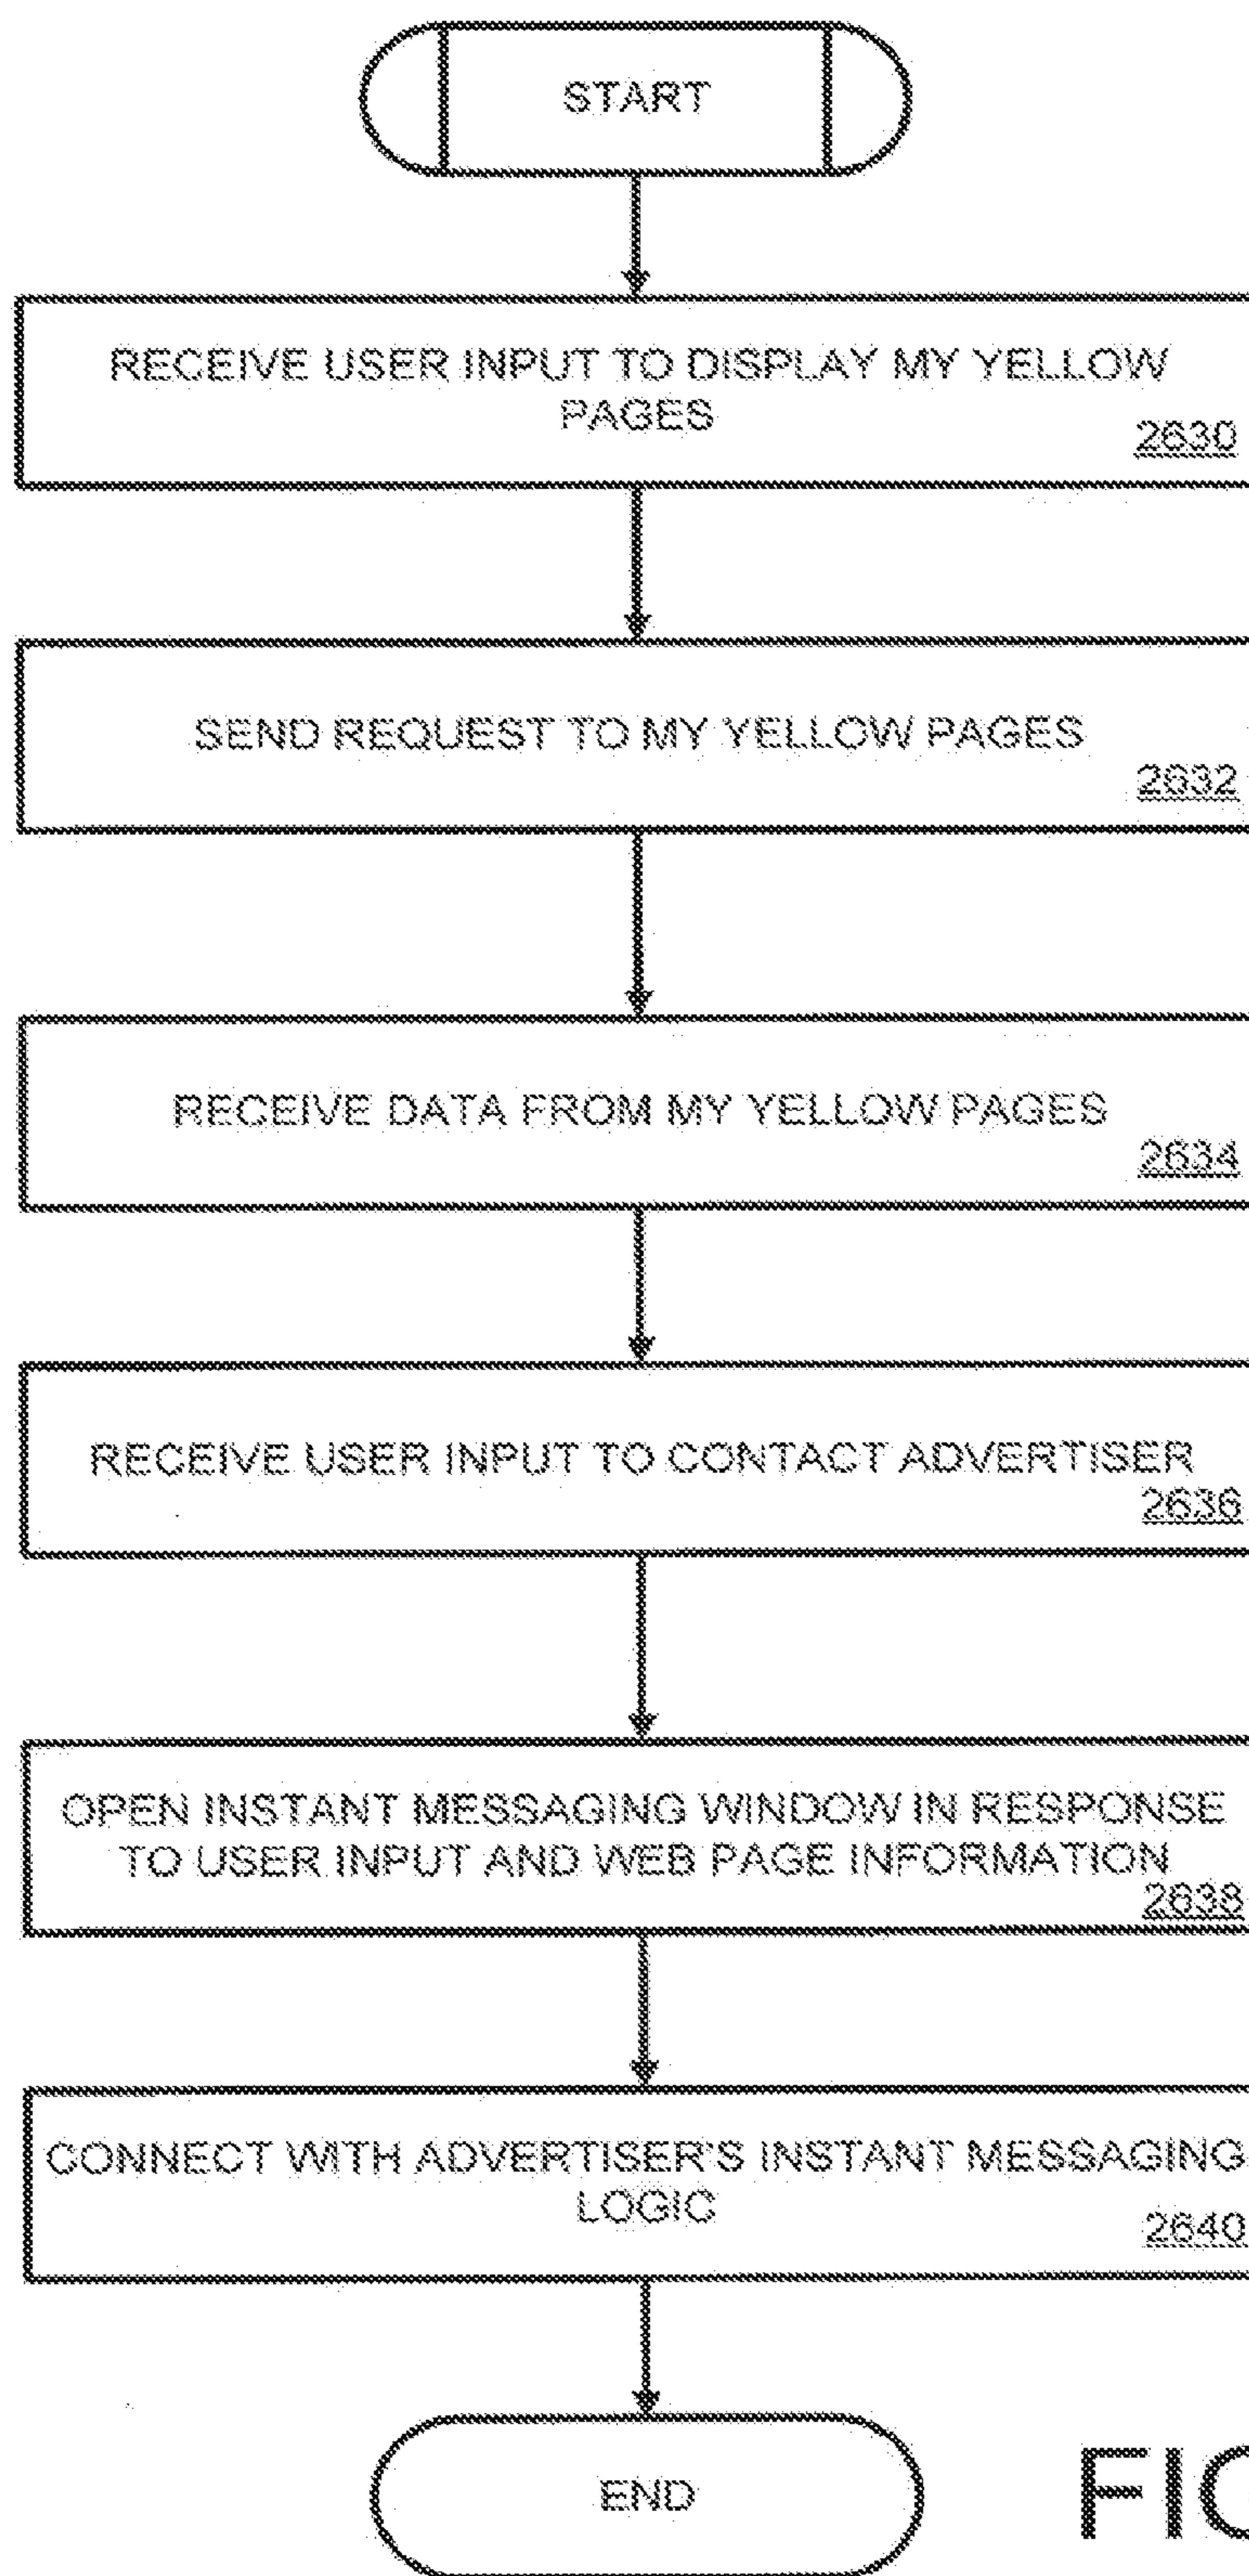 START
RECEIVE USER INPUT TO DISPLAY MY YELLOW
PAGES
2630
SEND REQUEST TO MY YELLOW PAGES
2632
RECEIVE DATA FROM MY YELLOW PAGES
2634
RECEIVE USER INPUT TO CONTACT ADVERTISER
2636
OPEN INSTANT MESSAGING WINDOW IN RESPONSE
TO USER INPUT AND WEB PAGE INFORMATION
2638
CONNECT WITH ADVERTISER'S INSTANT MESSAGING
LOGIC
2640
END